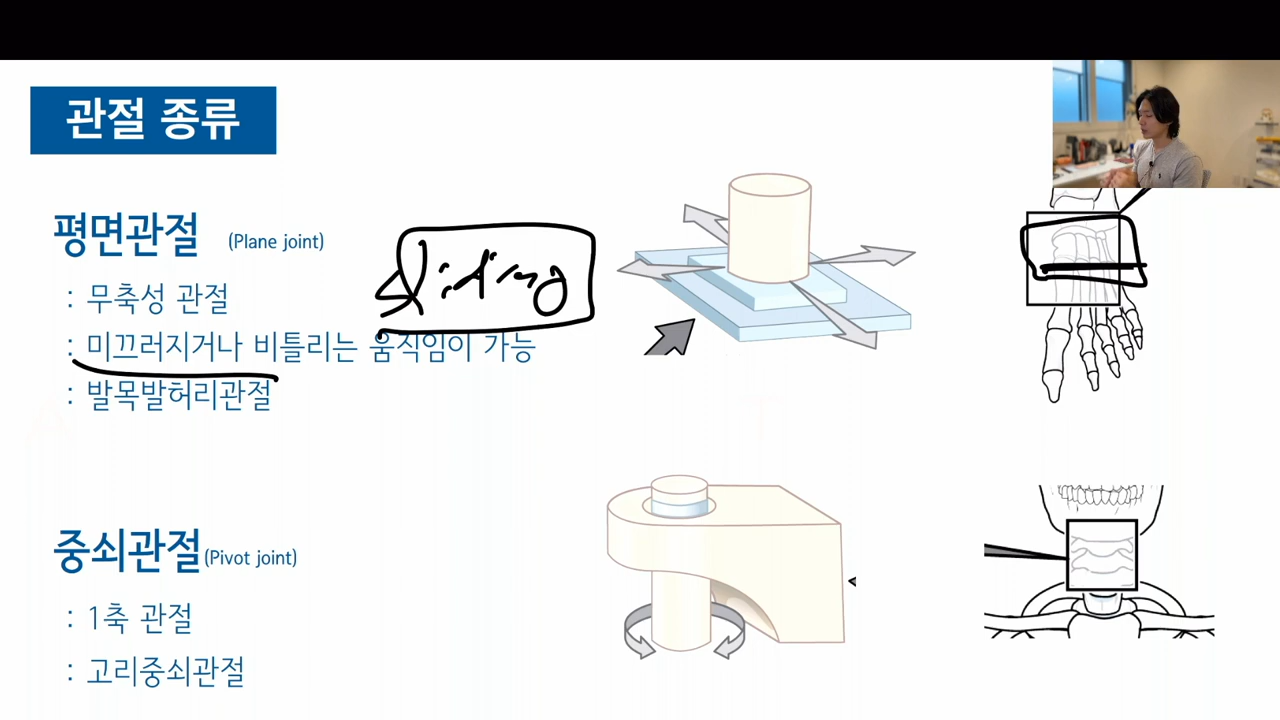 관절 종류
평면관절 (Plane joint)
sliding
: 무축성 관절
: 미끄러지거나 비틀리는 움직임이 가능
: 발목발허리관절
중쇠관절(Pivot joint)
: 1축 관절
: 고리중쇠관절